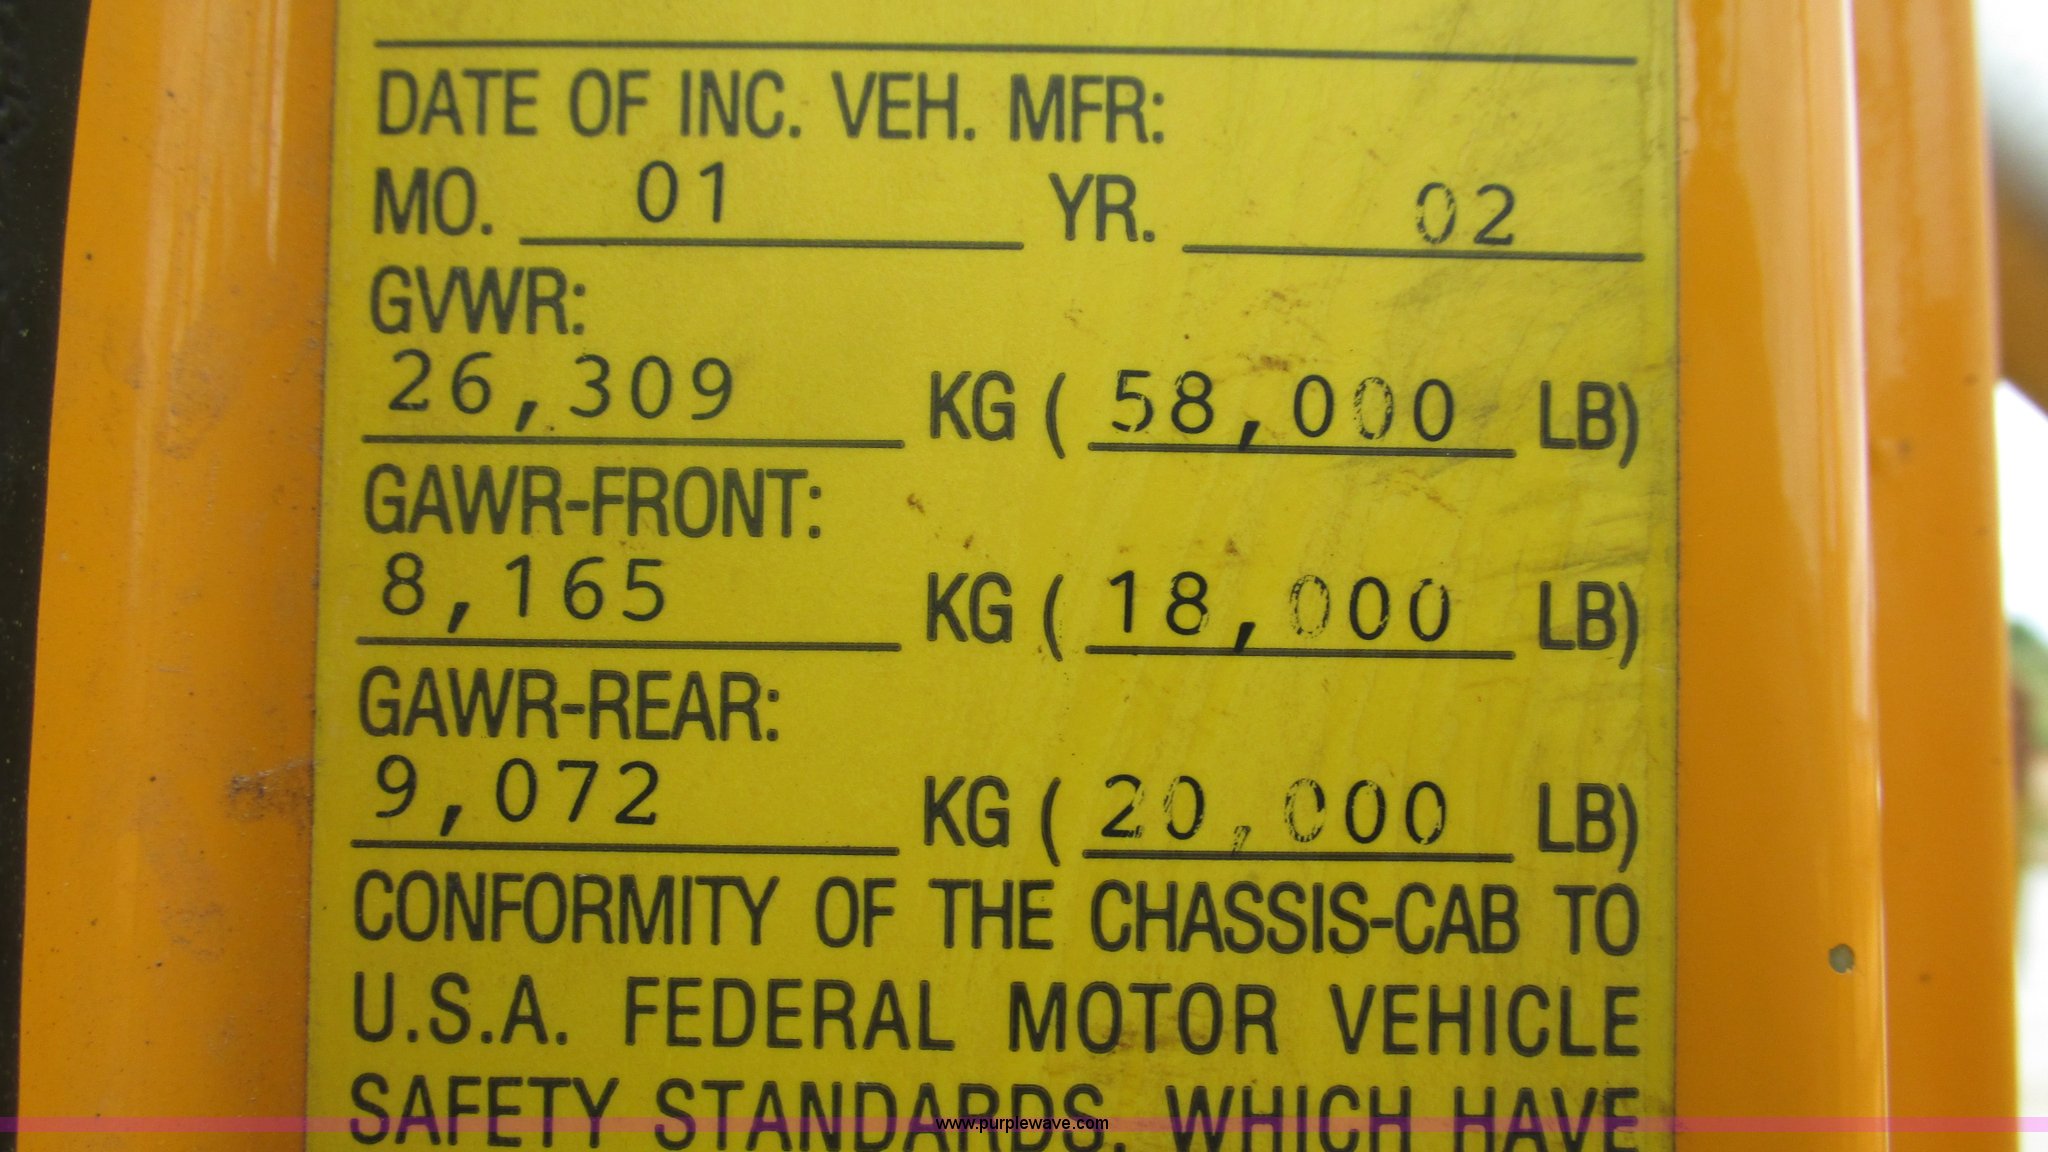 DATE OF INC. VEH. MFR:
MO. 01 YR. 02
GVWR:
26,309 KG ( 58,000 LB)
GAWR-FRONT:
8,165 KG ( 18,000 LB)
GAWR-REAR:
9,072 KG ( 20,000 LB)
CONFORMITY OF THE CHASSIS-CAB TO
U.S.A. FEDERAL MOTOR VEHICLE
SAFETY STANDARDS, WHICH HAVE
www.purplewave.com